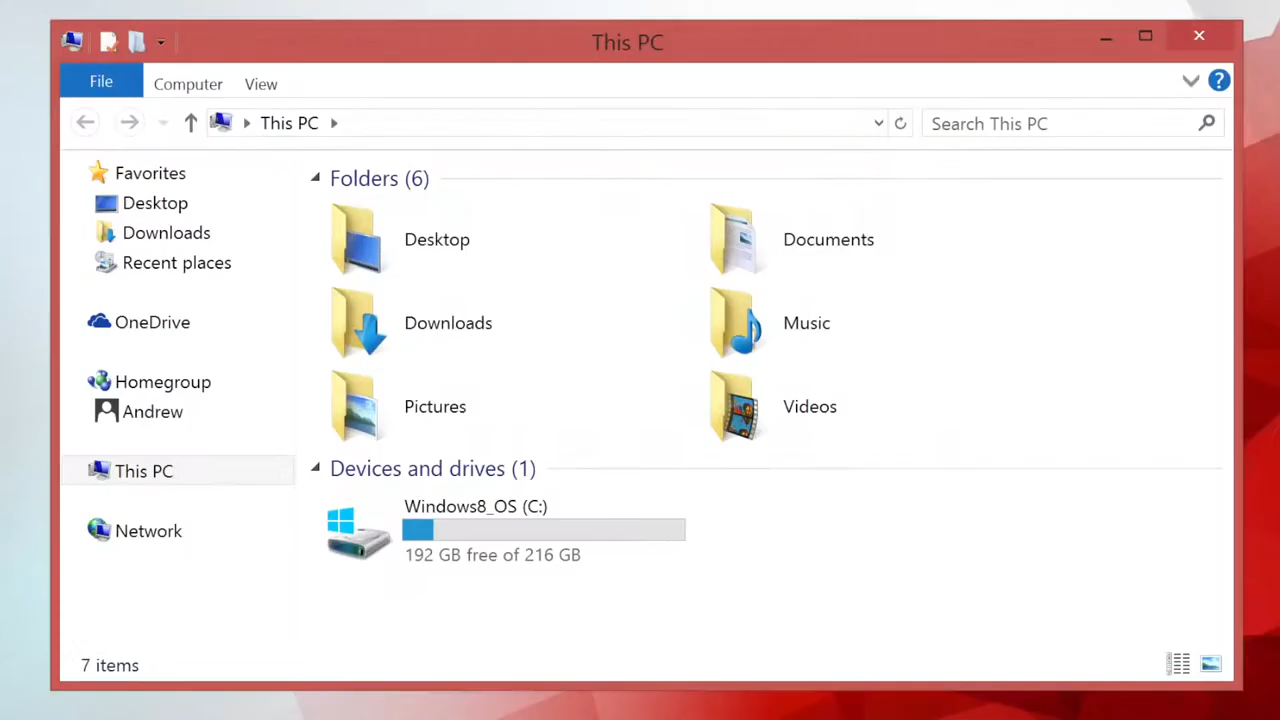 This PC
File
Computer
View
?
This PC
Search This PC
Favorites
Desktop
Downloads
Recent places
OneDrive
Homegroup
Andrew
This PC
Network
Folders (6)
Desktop
Documents
Downloads
Music
Pictures
Videos
Devices and drives (1)
Windows8_OS (C:)
192 GB free of 216 GB
7 items